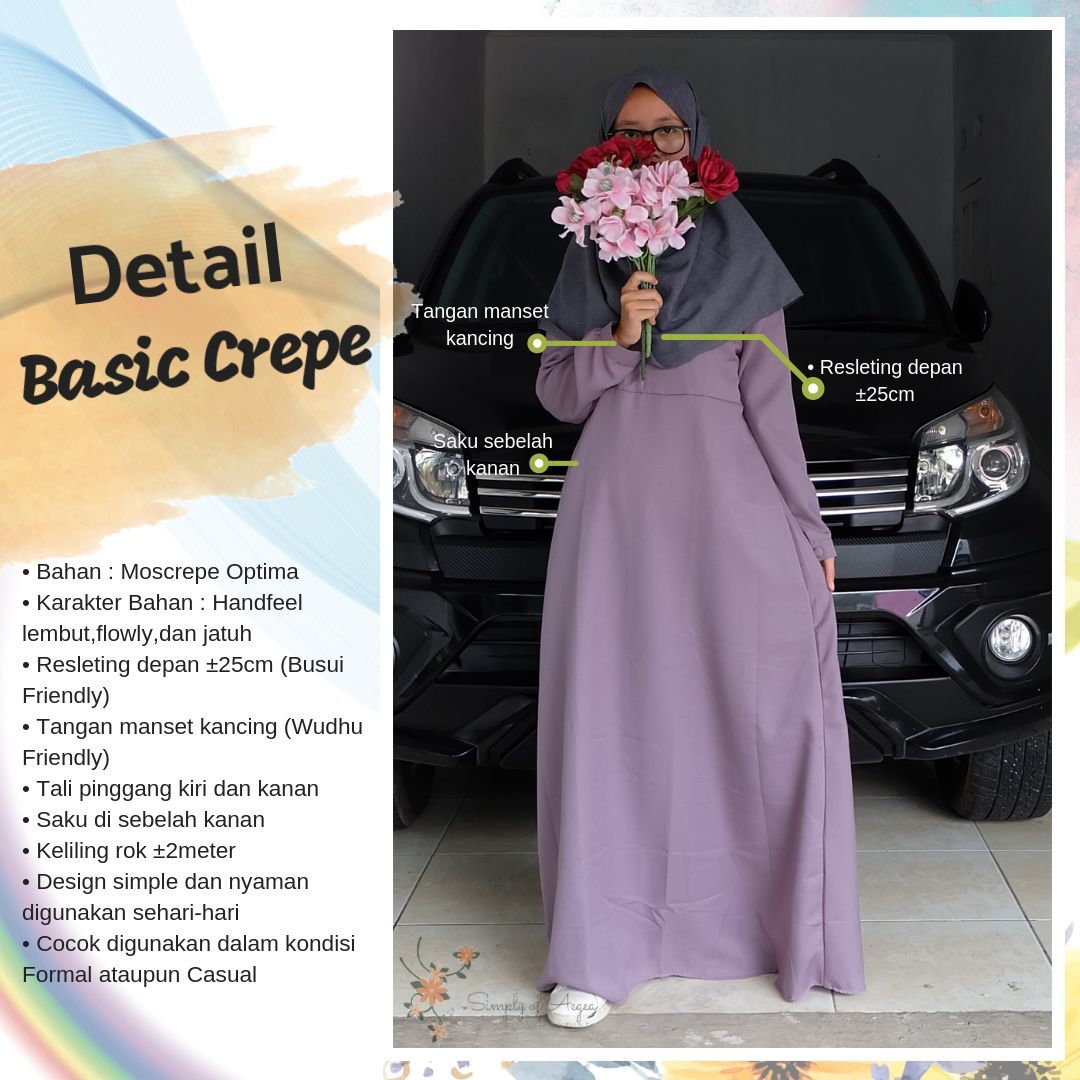 Detail
Basic Crepe
• Bahan : Moscrepe Optima
• Karakter Bahan : Handfeel
lembut,flowly,dan jatuh
• Resleting depan ±25cm (Busui
Friendly)
• Tangan manset kancing (Wudhu
Friendly)
• Tali pinggang kiri dan kanan
• Saku di sebelah kanan
• Keliling rok ±2meter
• Design simple dan nyaman
digunakan sehari-hari
• Cocok digunakan dalam kondisi
Formal ataupun Casual
Tangan manset
kancing
• Resleting depan
±25cm
Saku sebelah
kanan
Simply of Aegea